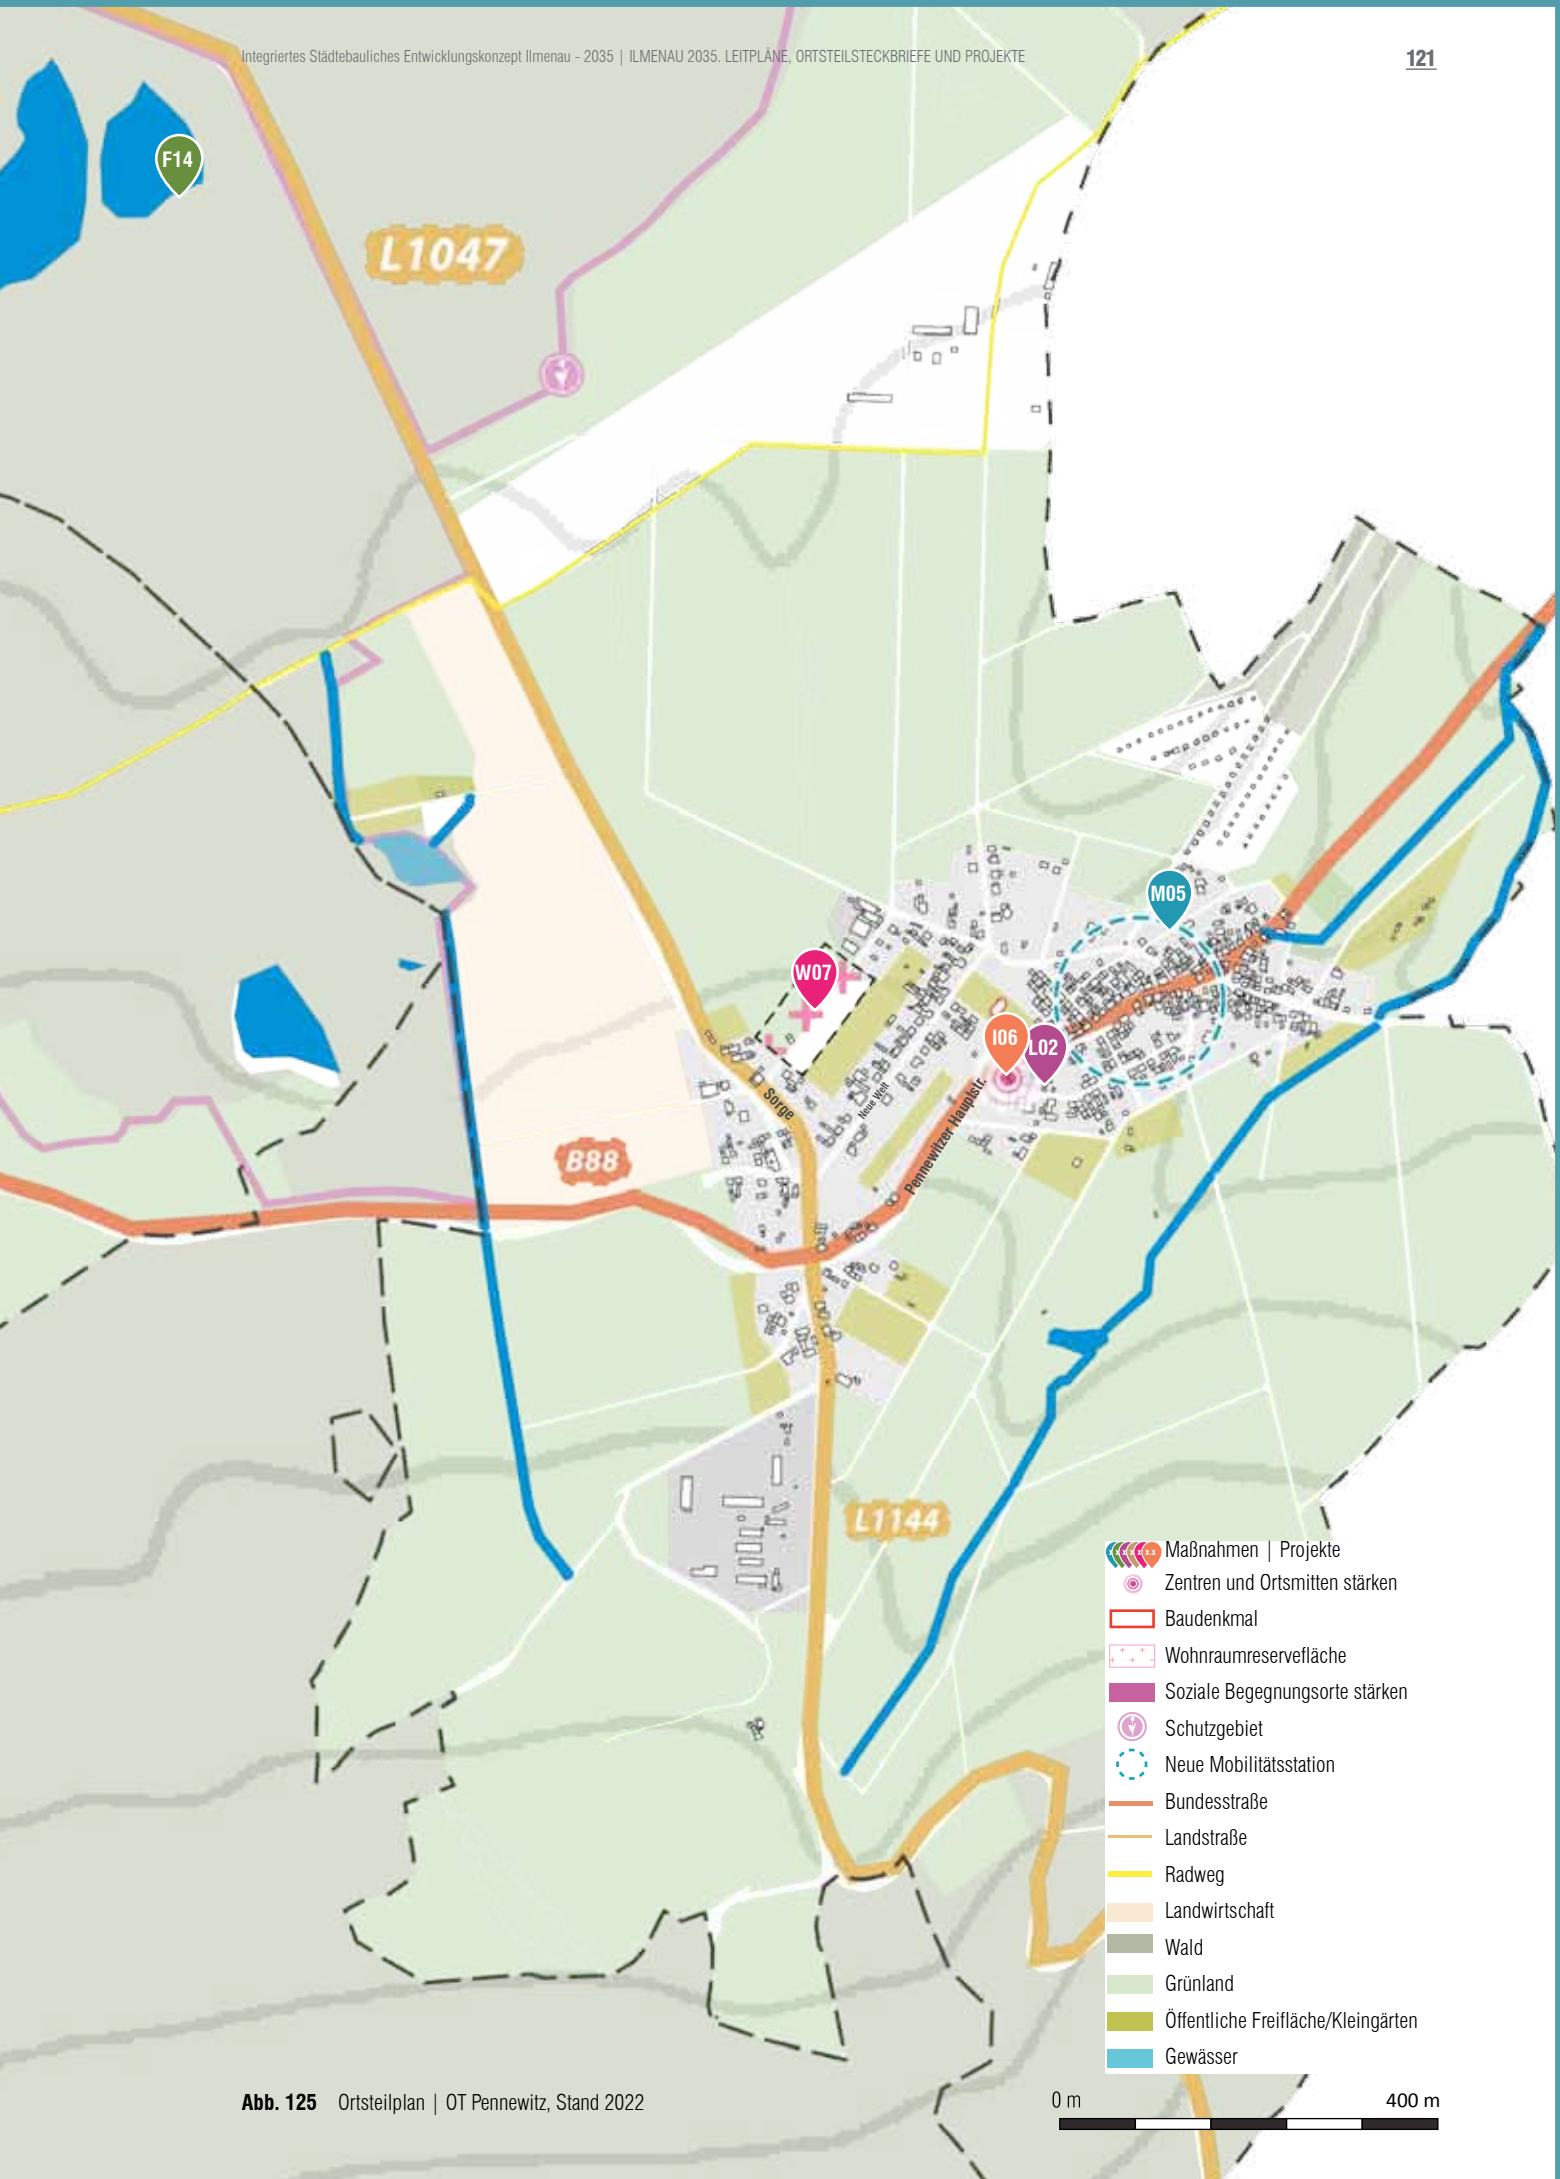 Integriertes Städtebauliches Entwicklungskonzept Ilmenau - 2035 | ILMENAU 2035. LEITPLÄNE, ORTSTEILSTECKBRIEFE UND PROJEKTE
121
F14
L1047
M05
W07
I06
L02
Sorge
Neue Welt
Pennewitzer Hauptstr.
B88
L1144
Maßnahmen | Projekte
Zentren und Ortsmitten stärken
Baudenkmal
Wohnraumreservefläche
Soziale Begegnungsorte stärken
Schutzgebiet
Neue Mobilitätsstation
Bundesstraße
Landstraße
Radweg
Landwirtschaft
Wald
Grünland
Öffentliche Freifläche/Kleingärten
Gewässer
Abb. 125 Ortsteilplan | OT Pennewitz, Stand 2022
0 m
400 m